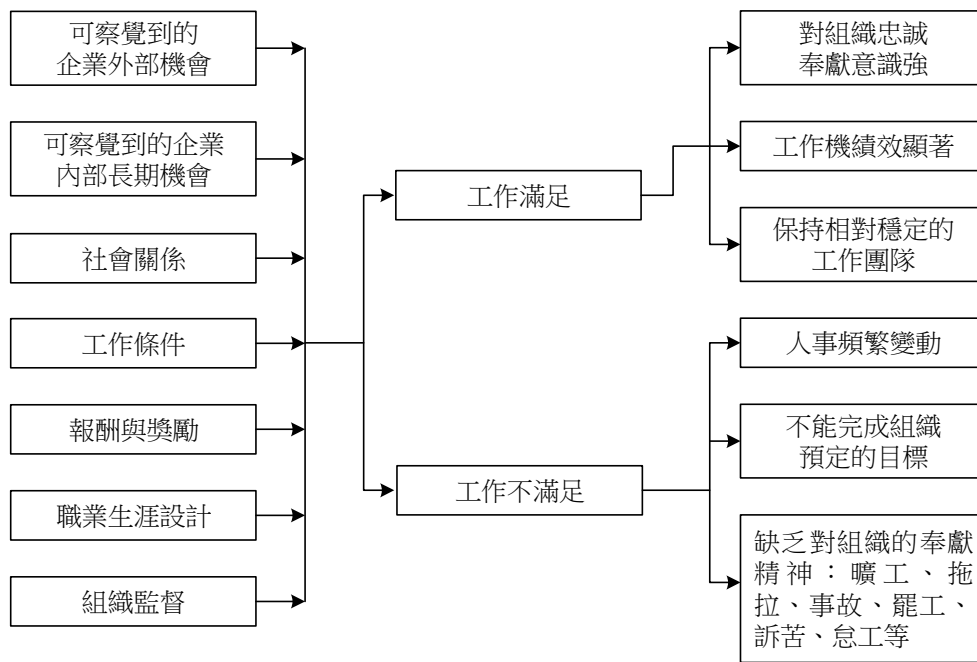 可察覺到的
企業外部機會
可察覺到的企業
內部長期機會
社會關係
工作條件
報酬與獎勵
職業生涯設計
組織監督
工作滿足
工作不滿足
對組織忠誠
奉獻意識強
工作機績效顯著
保持相對穩定的
工作團隊
人事頻繁變動
不能完成組織
預定的目標
缺乏對組織的奉獻
精神：曠工、拖
拉、事故、罷工、
訴苦、怠工等